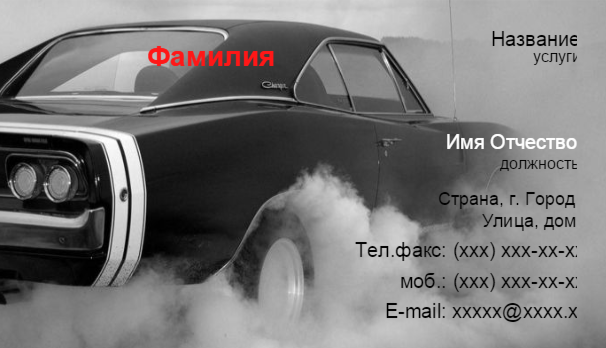 Фамилия
Название
услуги
Charger
Имя Отчество
должность
Страна, г. Город
Улица, дом
Тел.факс: (xxx) xxx-xx-x
моб.: (xxx) xxx-xx-x
E-mail: xxxxx@xxxx.x